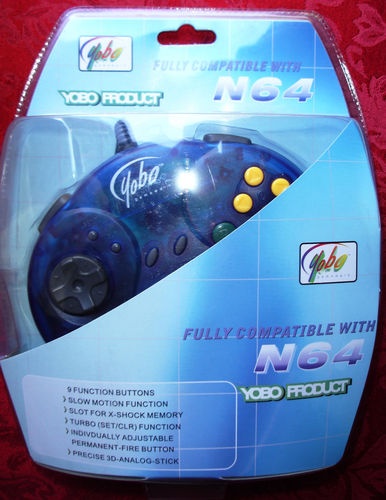 Yobo
FULLY COMPATIBLE WITH
N64
YOBO PRODUCT
Yobo
Yobo
FULLY COMPATIBLE WITH
N64
YOBO PRODUCT
9 FUNCTION BUTTONS
SLOW MOTION FUNCTION
SLOT FOR X-SHOCK MEMORY
TURBO (SET/CLR) FUNCTION
INDIVDUALLY ADJUSTABLE
PERMANENT-FIRE BUTTON
PRECISE 3D-ANALOG-STICK